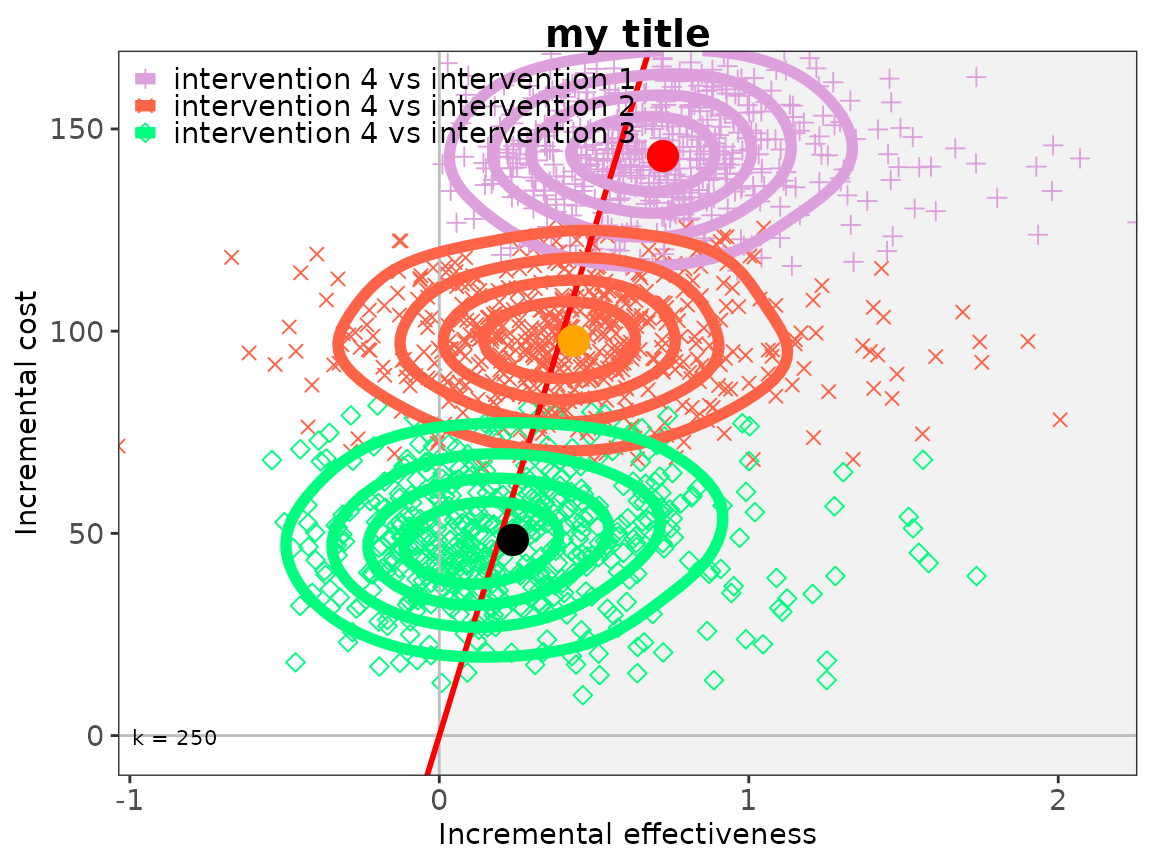 my title
intervention 4 vs intervention 1
intervention 4 vs intervention 2
intervention 4 vs intervention 3
150
100
50
0
k = 250
-1 0 1 2
Incremental cost
Incremental effectiveness